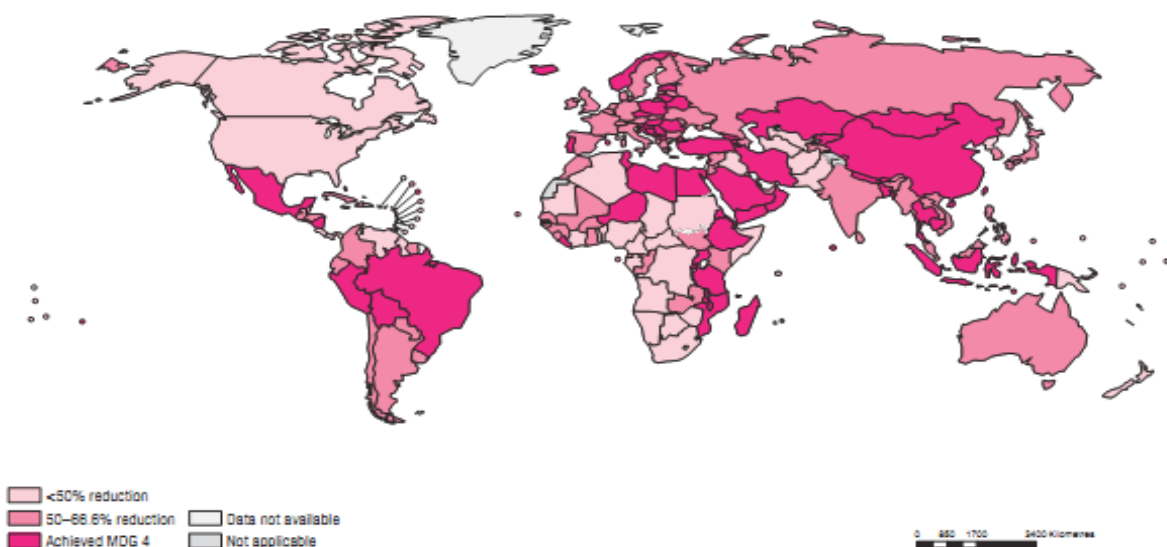 <50% reduction
50–66.6% reduction
Achieved MDG 4
Data not available
Not applicable
0 850 1700 3400 Kilometres